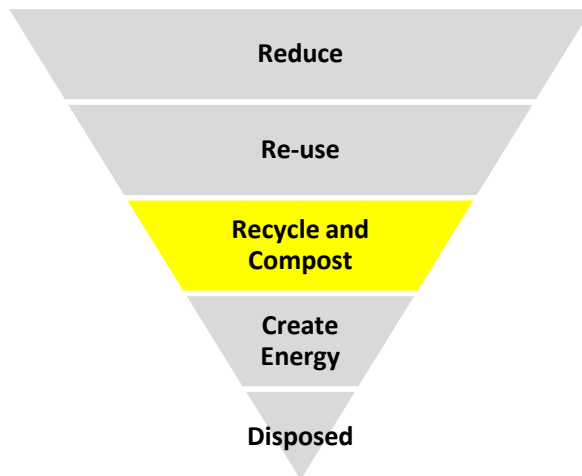 Reduce
Re-use
Recycle and
Compost
Create
Energy
Disposed